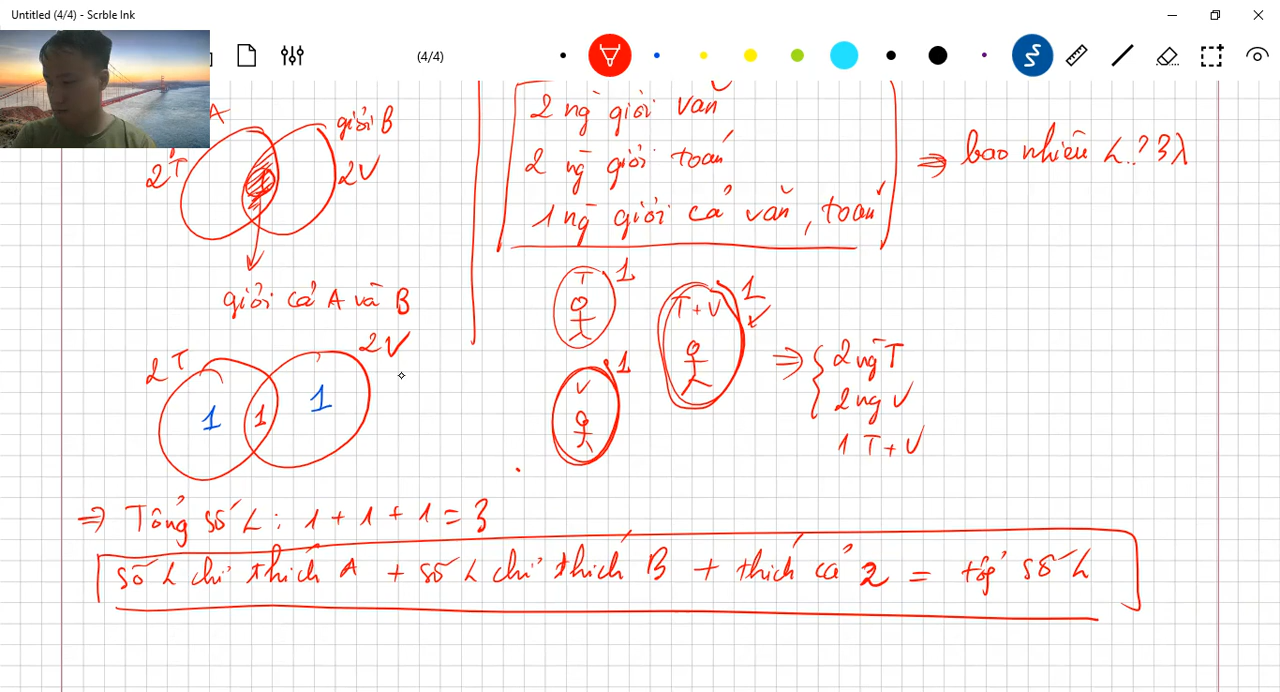 Untitled (4/4) - Scrble Ink
(4/4)
A
giỏi B
2T
1
2V
giỏi cả A và B
2 ng giỏi văn
2 ng giỏi toán
1 ng giỏi cả văn, toán
⇒ bao nhiêu L? 3L
2T
2V
1
1
1
T
1
T + V
1
V
1
⇒ { 2 ng T
2 ng V
1 T + V
⇒ Tổng số L : 1 + 1 + 1 = 3
số L chỉ thích A + số L chỉ thích B + thích cả 2 = tổg số L